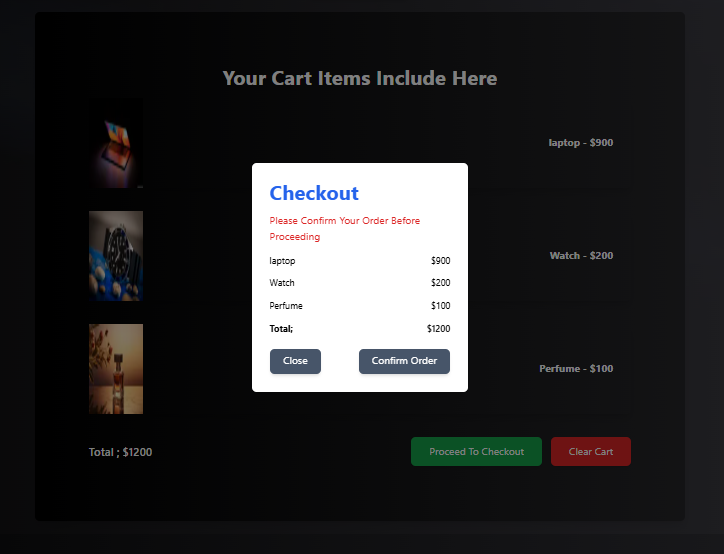 Your Cart Items Include Here
laptop - $900
Checkout
Please Confirm Your Order Before
Proceeding
laptop $900
Watch $200
Perfume $100
Total; $1200
Close Confirm Order
Watch - $200
Perfume - $100
Total ; $1200
Proceed To Checkout Clear Cart